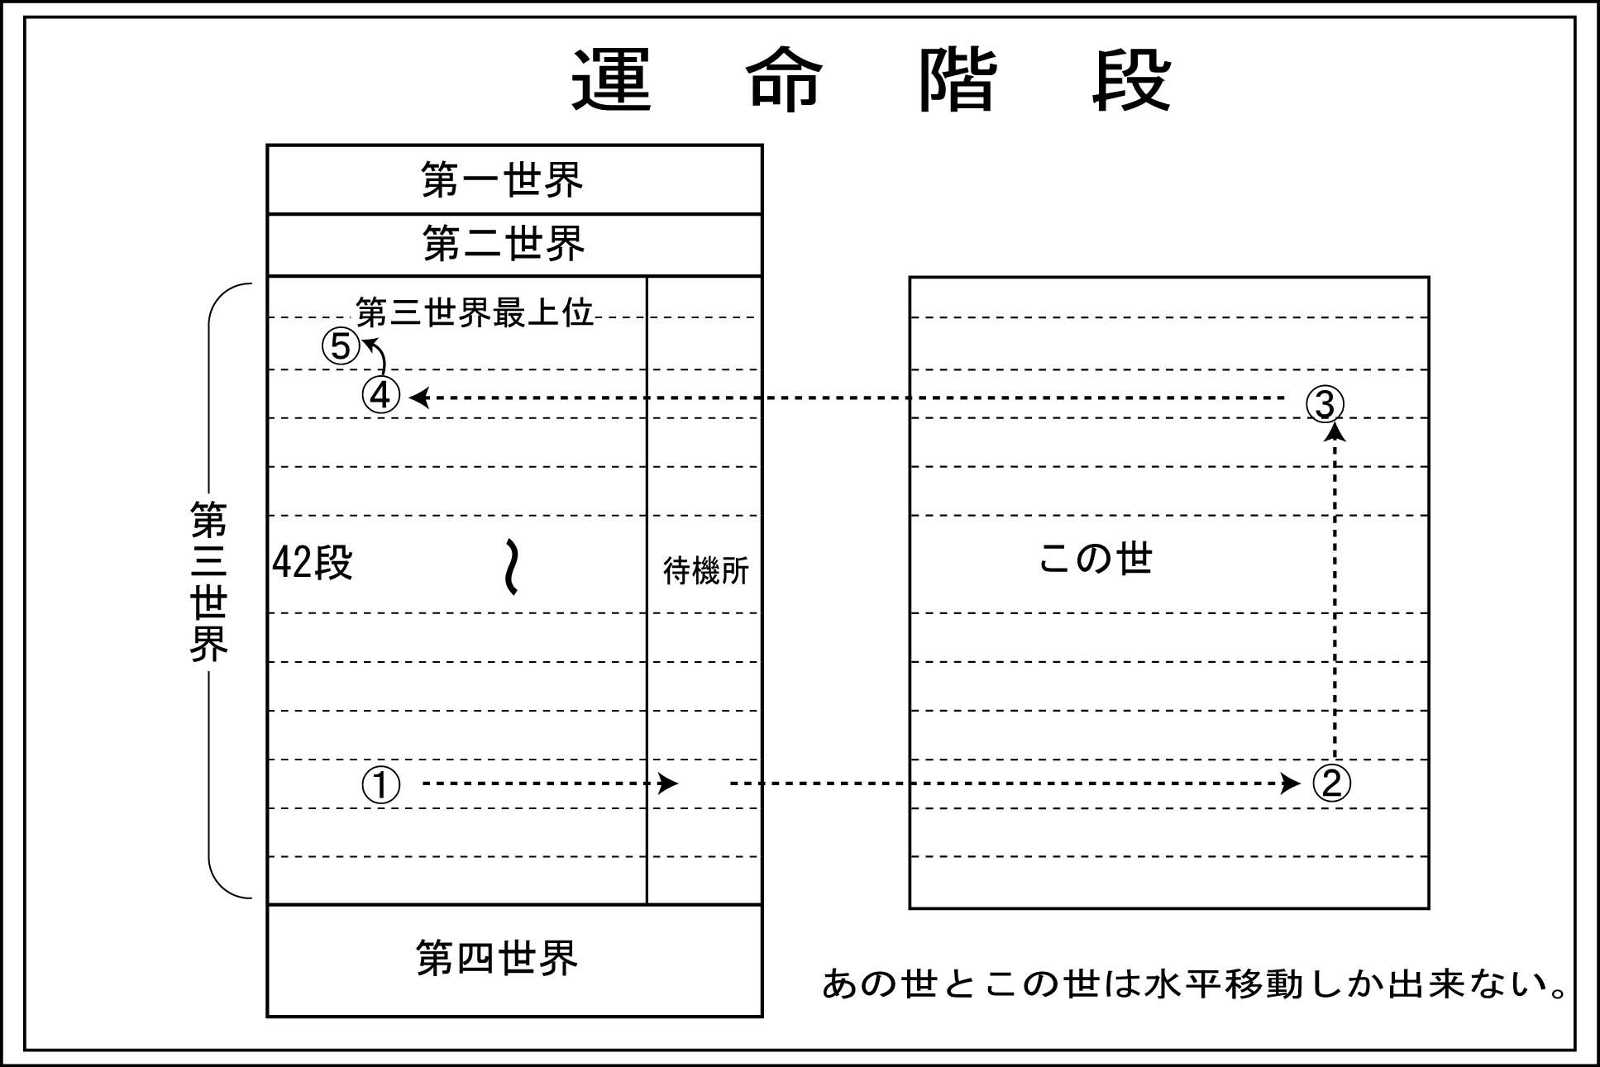 運命階段
第一世界
第二世界
第三世界最上位
⑤
④
③
第三世界
42段
〜
待機所
この世
①
②
第四世界
あの世とこの世は水平移動しか出来ない。